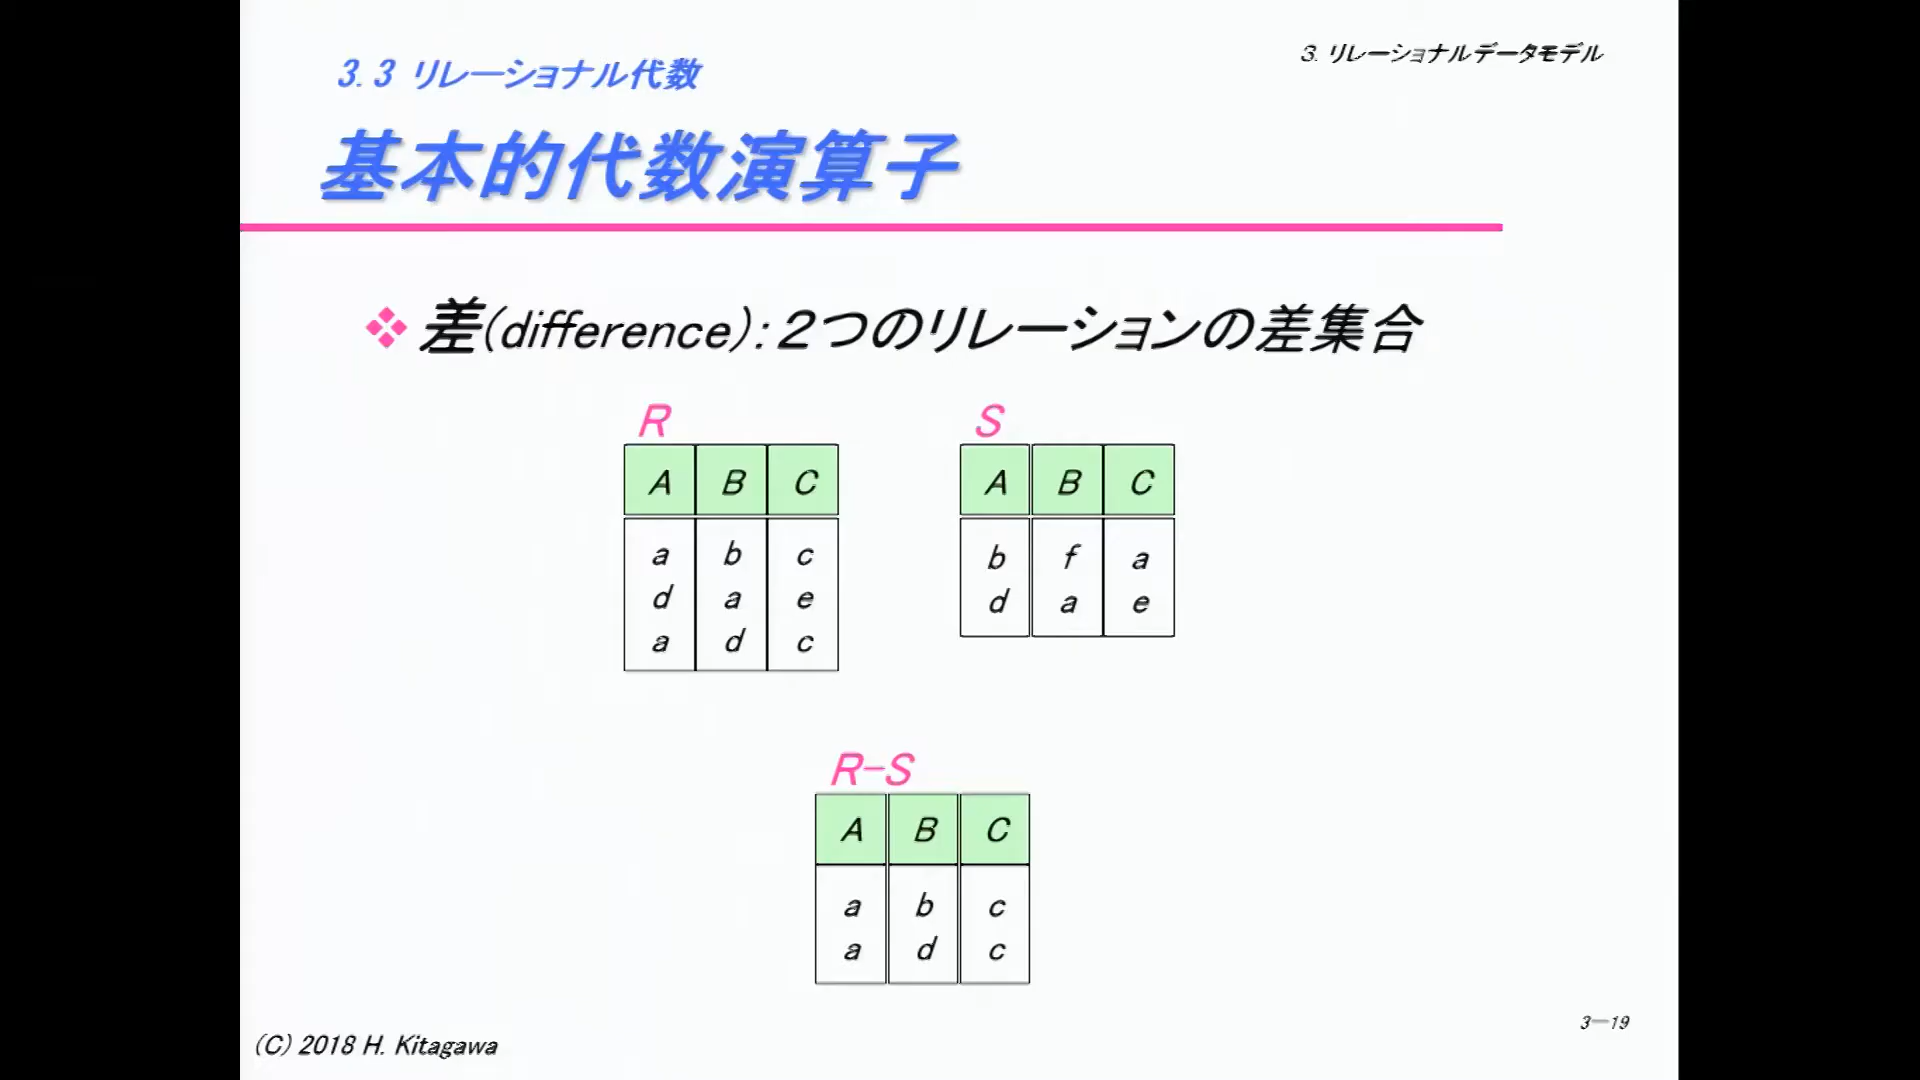 3. リレーショナルデータモデル
3.3 リレーショナル代数
基本的代数演算子
差(difference):2つのリレーションの差集合
R
A B C
a b c
d a e
a d c
S
A B C
b f a
d a e
R-S
A B C
a b c
a d c
3-19
(C) 2018 H. Kitagawa